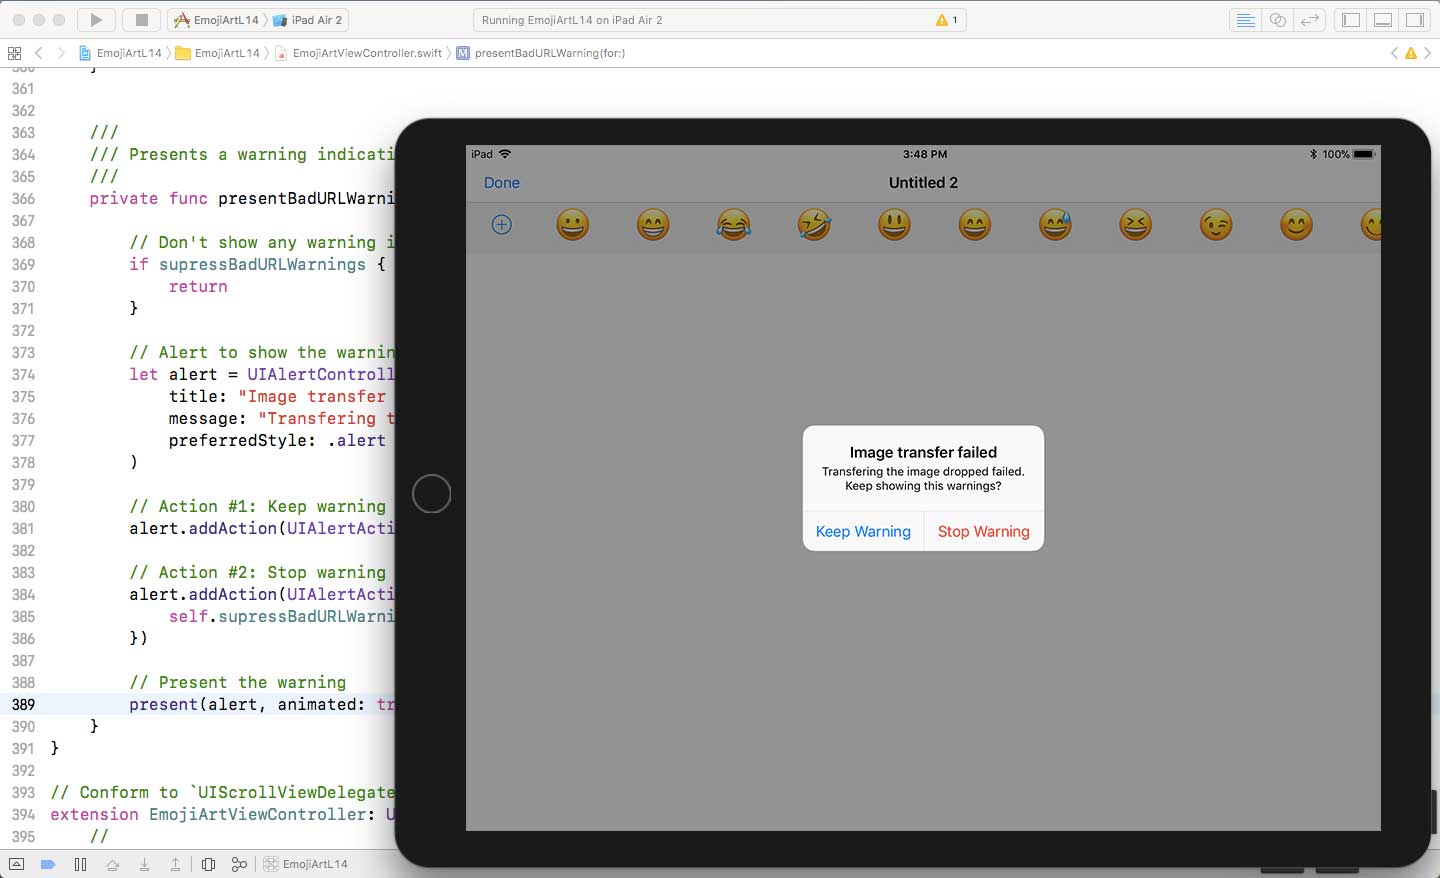 EmojiArtL14 iPad Air 2
Running EmojiArtL14 on iPad Air 2
1
EmojiArtL14 EmojiArtL14 EmojiArtViewController.swift M presentBadURLWarning(for:)
361
362
363 ///
364 /// Presents a warning indicati
365 ///
366 private func presentBadURLWarni
367
368 // Don't show any warning i
369 if supressBadURLWarnings {
370 return
371 }
372
373 // Alert to show the warnin
374 let alert = UIAlertControll
375 title: "Image transfer
376 message: "Transfering t
377 preferredStyle: .alert
378 )
379
380 // Action #1: Keep warning
381 alert.addAction(UIAlertActi
382
383 // Action #2: Stop warning
384 alert.addAction(UIAlertActi
385 self.supressBadURLWarni
386 })
387
388 // Present the warning
389 present(alert, animated: tr
390 }
391 }
392
393 // Conform to `UIScrollViewDelegate
394 extension EmojiArtViewController: U
395 //
EmojiArtL14
iPad 3:48 PM 100%
Done Untitled 2
Image transfer failed
Transfering the image dropped failed.
Keep showing this warnings?
Keep Warning Stop Warning